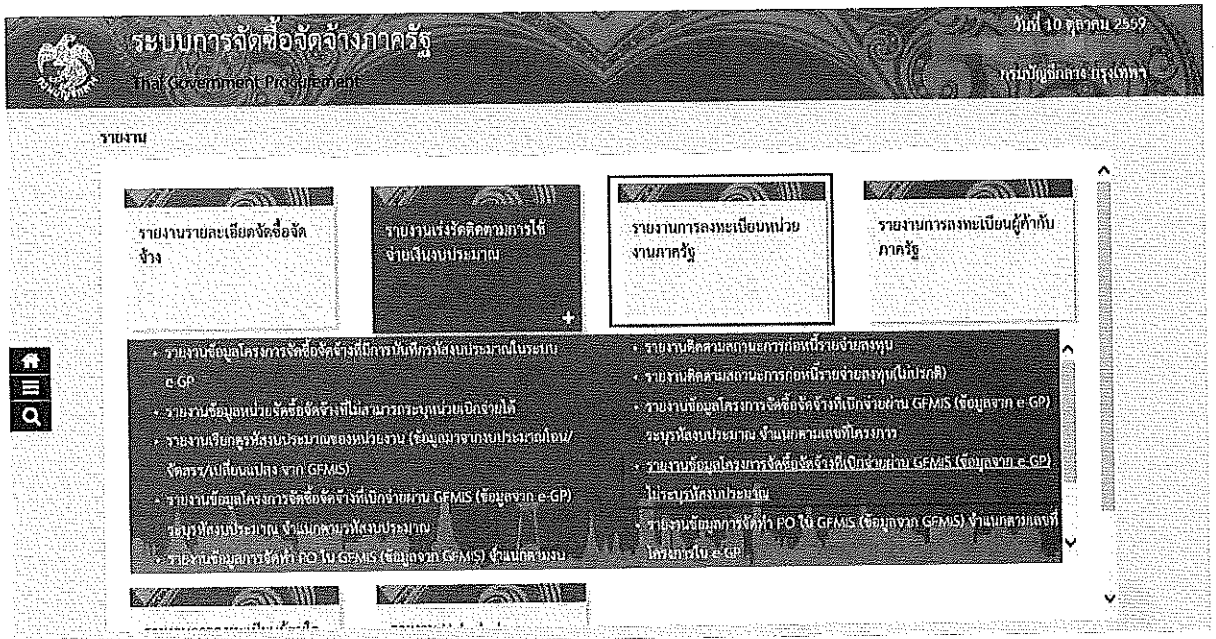 ระบบการจัดซื้อจัดจ้างภาครัฐ
Thai Government Procurement
วันที่ 10 ตุลาคม 2559
กรมบัญชีกลาง กรุงเทพฯ
รายงาน
รายงานรายละเอียดจัดซื้อจัด
จ้าง
รายงานเร่งรัดติดตามการใช้
จ่ายเงินงบประมาณ
รายงานการลงทะเบียนหน่วย
งานภาครัฐ
รายงานการลงทะเบียนผู้ค้ากับ
ภาครัฐ
• รายงานข้อมูลโครงการจัดซื้อจัดจ้างที่มีการบันทึกรหัสงบประมาณในระบบ
e-GP
• รายงานข้อมูลหน่วยจัดซื้อจัดจ้างที่ไม่สามารถระบุหน่วยเบิกจ่ายได้
• รายงานเรียกดูรหัสงบประมาณของหน่วยงาน (ข้อมูลมาจากงบประมาณโอน/
จัดสรร/เปลี่ยนแปลง จาก GFMIS)
• รายงานข้อมูลโครงการจัดซื้อจัดจ้างที่เบิกจ่ายผ่าน GFMIS (ข้อมูลจาก e-GP)
ระบุรหัสงบประมาณ จำแนกตามรหัสงบประมาณ
• รายงานข้อมูลการจัดทำ PO ใน GFMIS (ข้อมูลจาก GFMIS) จำแนกตามงบ
• รายงานติดตามสถานะการก่อหนี้รายจ่ายลงทุน
• รายงานติดตามสถานะการก่อหนี้รายจ่ายลงทุน(ไม่ปรกติ)
• รายงานข้อมูลโครงการจัดซื้อจัดจ้างที่เบิกจ่ายผ่าน GFMIS (ข้อมูลจาก e-GP)
ระบุรหัสงบประมาณ จำแนกตามเลขที่โครงการ
• รายงานข้อมูลโครงการจัดซื้อจัดจ้างที่เบิกจ่ายผ่าน GFMIS (ข้อมูลจาก e-GP)
ไม่ระบุรหัสงบประมาณ
• รายงานข้อมูลการจัดทำ PO ใน GFMIS (ข้อมูลจาก GFMIS) จำแนกตามเลขที่
โครงการใน e-GP